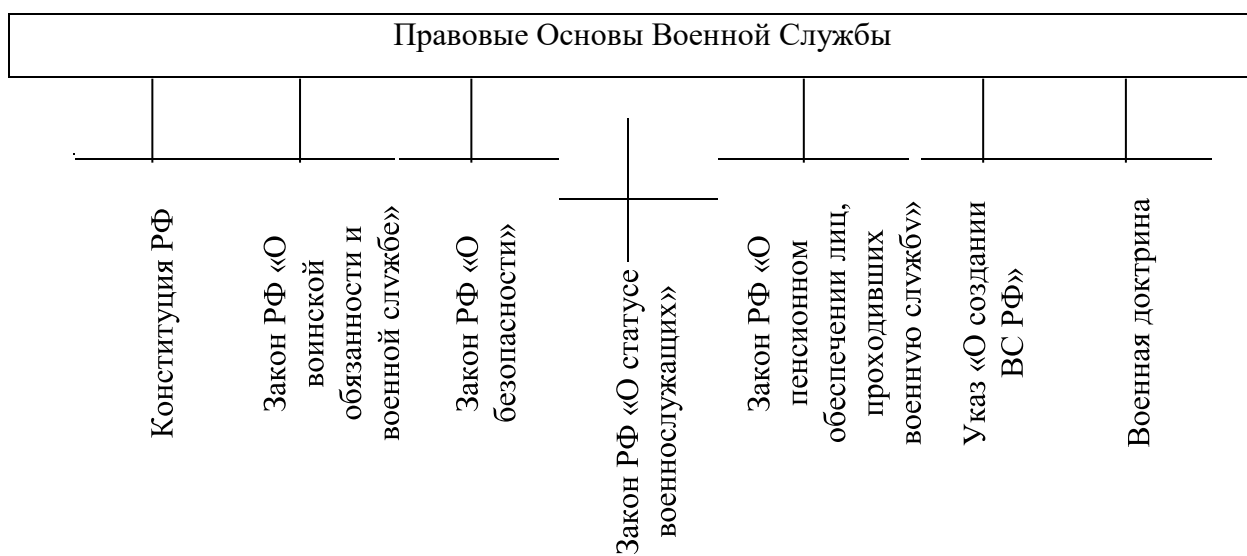 Правовые Основы Военной Службы
Конституция РФ
Закон РФ «О
воинской
обязанности и
военной службе»
Закон РФ «О
безопасности»
Закон РФ «О статусе
военнослужащих»
Закон РФ «О
пенсионном
обеспечении лиц,
проходивших
военную службу»
Указ «О создании
ВС РФ»
Военная доктрина